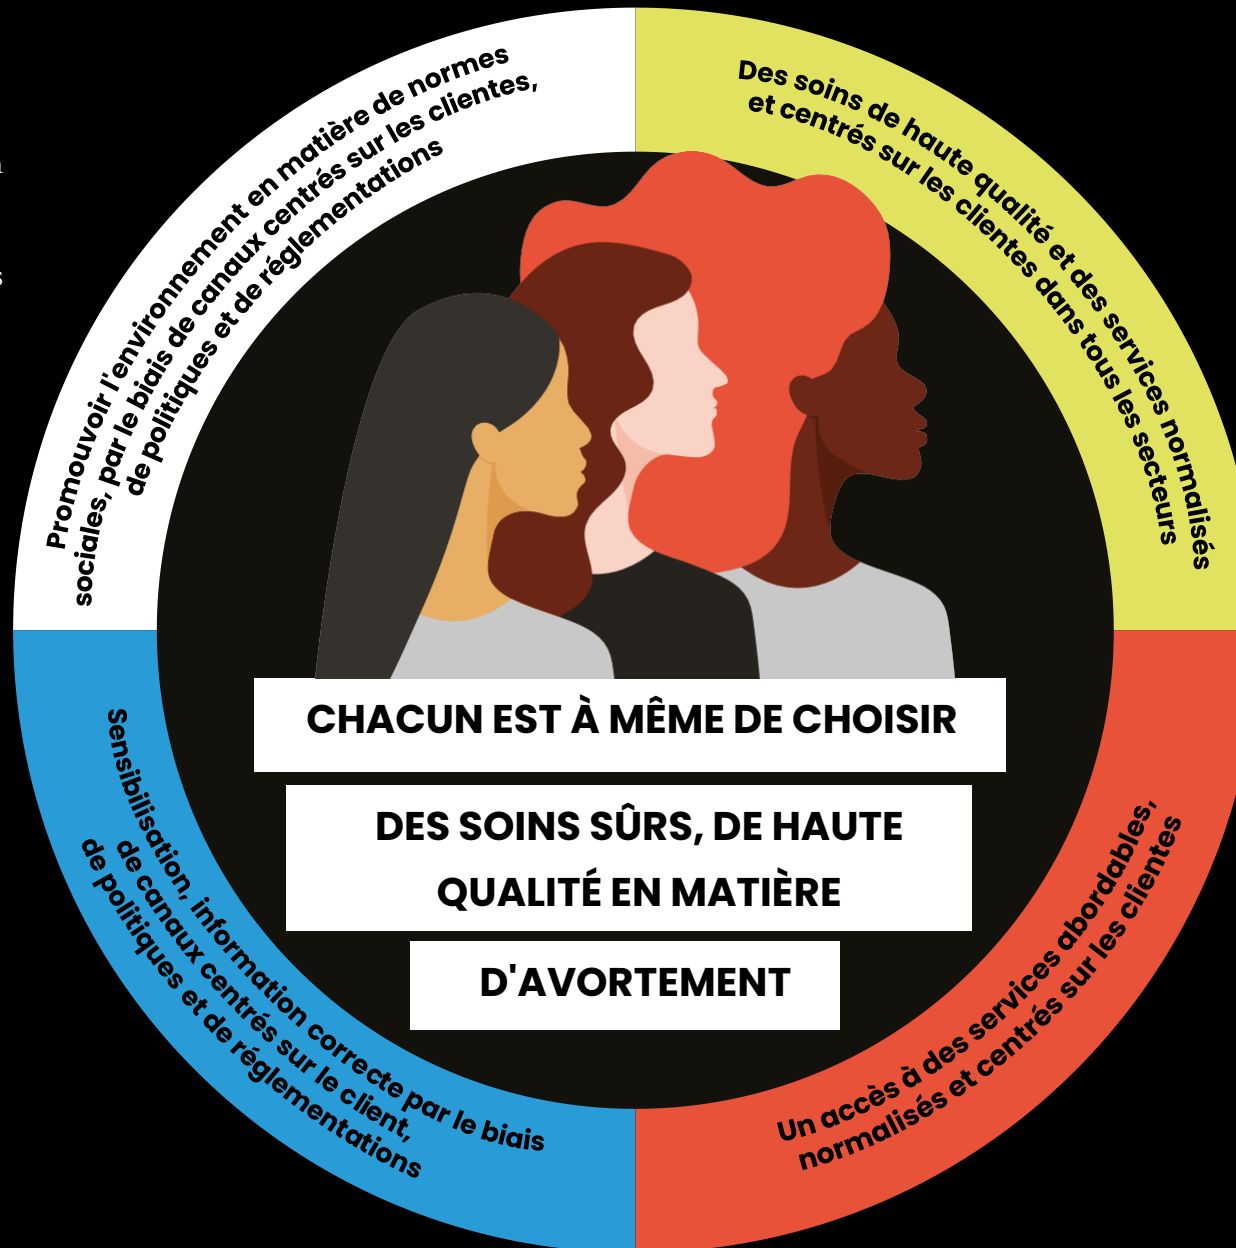 Promouvoir l'environnement en matière de normes
sociales, par le biais de canaux centrés sur les clientes,
de politiques et de réglementations
Des soins de haute qualité et des services normalisés
et centrés sur les clientes dans tous les secteurs
CHACUN EST À MÊME DE CHOISIR
DES SOINS SÛRS, DE HAUTE
QUALITÉ EN MATIÈRE
D'AVORTEMENT
Sensibilisation, information correcte par le biais
de canaux centrés sur le client,
de politiques et de réglementations
Un accès à des services abordables,
normalisés et centrés sur les clientes